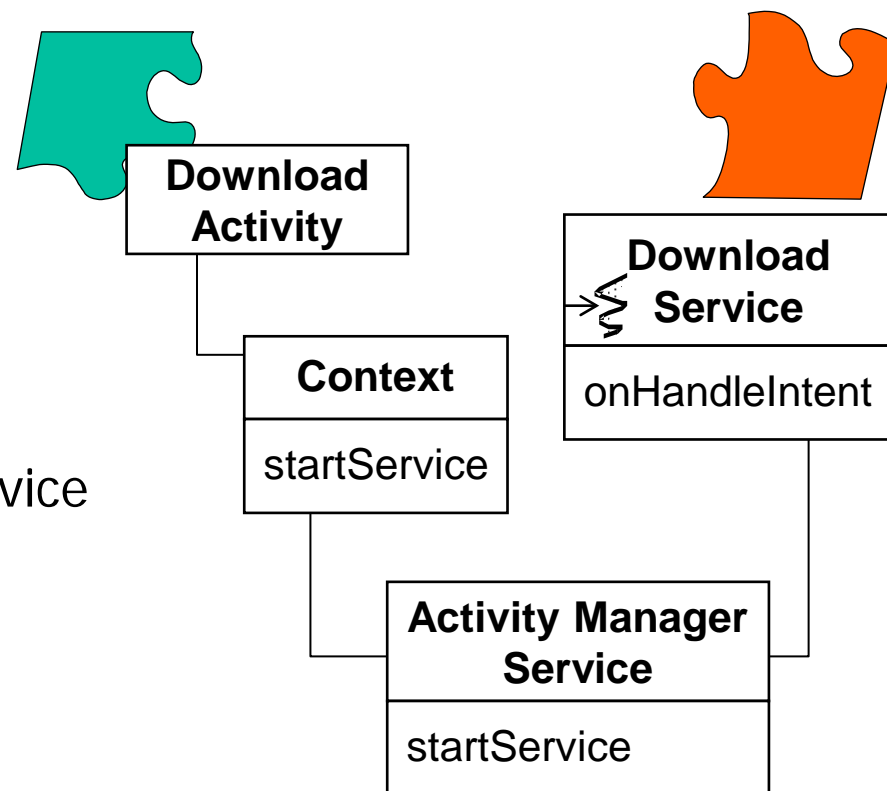 Download
Activity
Download
Service
Context
onHandleIntent
startService
vice
Activity Manager
Service
startService